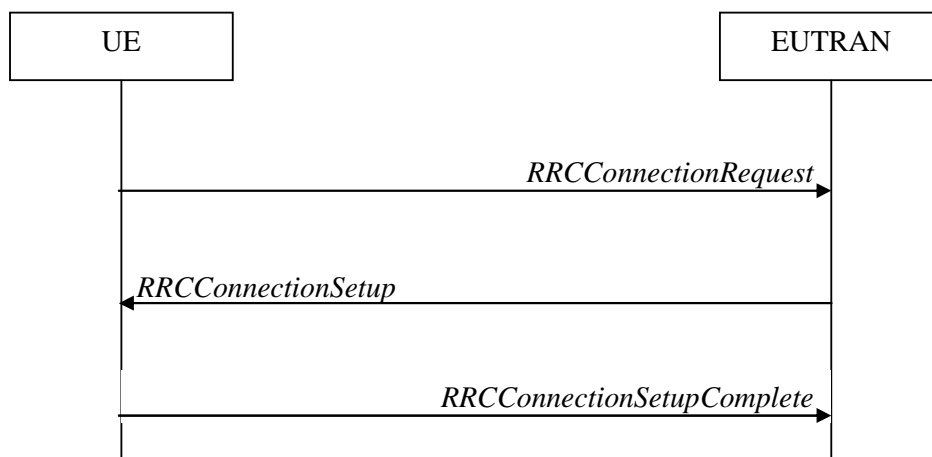 UE
EUTRAN
RRCConnectionRequest
RRCConnectionSetup
RRCConnectionSetupComplete